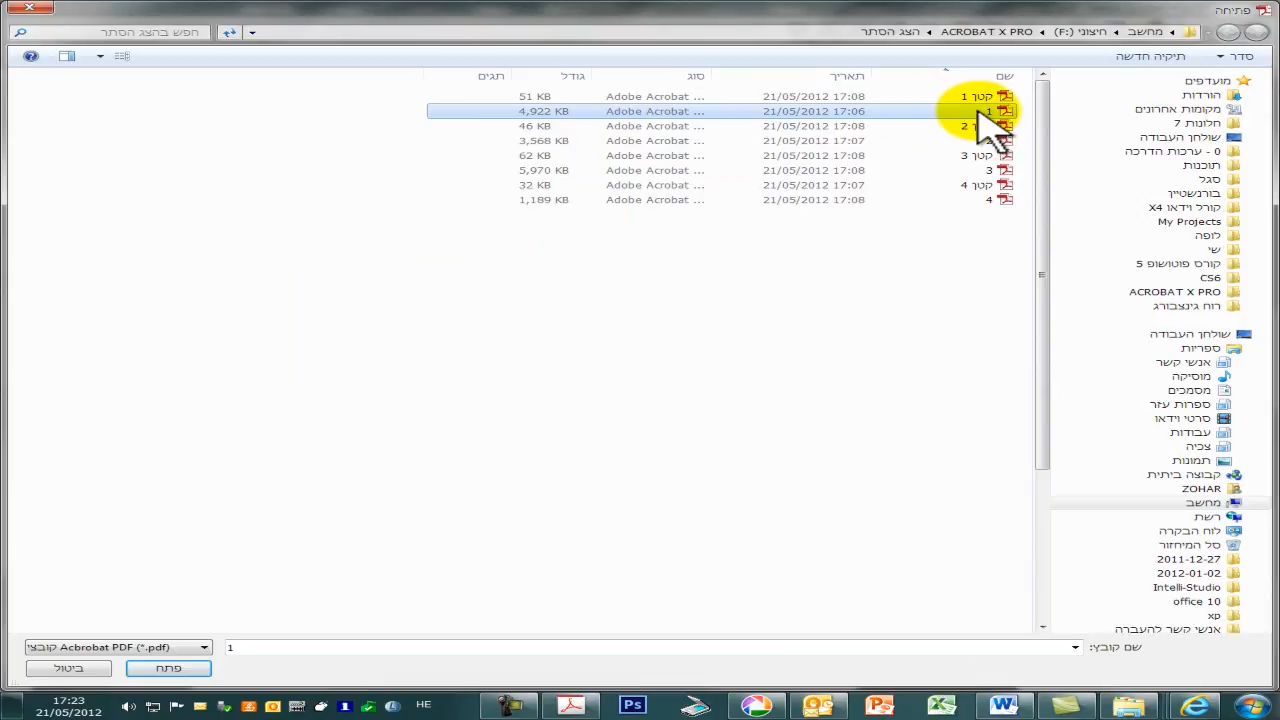 פתיחה
מחשב ▸ חיצוני (F:) ▸ ACROBAT X PRO ▸ הצג הסתר
חפש בהצג הסתר
סדר
תיקיה חדשה
שם תאריך סוג גודל תגים
קטן 1 21/05/2012 17:08 Adobe Acrobat ... 51 KB
1 21/05/2012 17:06 Adobe Acrobat ... 4,922 KB
2 21/05/2012 17:08 Adobe Acrobat ... 46 KB
21/05/2012 17:07 Adobe Acrobat ... 3,568 KB
קטן 3 21/05/2012 17:08 Adobe Acrobat ... 62 KB
3 21/05/2012 17:08 Adobe Acrobat ... 5,970 KB
קטן 4 21/05/2012 17:07 Adobe Acrobat ... 32 KB
4 21/05/2012 17:08 Adobe Acrobat ... 1,189 KB
מועדפים
הורדות
מקומות אחרונים
חלונות 7
שולחן העבודה
0 - ערכות הדרכה
תוכנות
סגל
בורנשטיין
קורל וידאו X4
My Projects
לופה
שי
קורס פוטושופ 5
CS6
ACROBAT X PRO
רוח גינצבורג
שולחן העבודה
ספריות
אנשי קשר
מוסיקה
מסמכים
ספרות עזר
סרטי וידאו
עבודות
צכיה
תמונות
קבוצה ביתית
ZOHAR
מחשב
רשת
לוח הבקרה
סל המיחזור
2011-12-27
2012-01-02
Intelli-Studio
office 10
xp
אנשי קשר להעברה
שם קובץ:
1
קובצי Acbrobat PDF (*.pdf)
פתח
ביטול
HE
17:23
21/05/2012